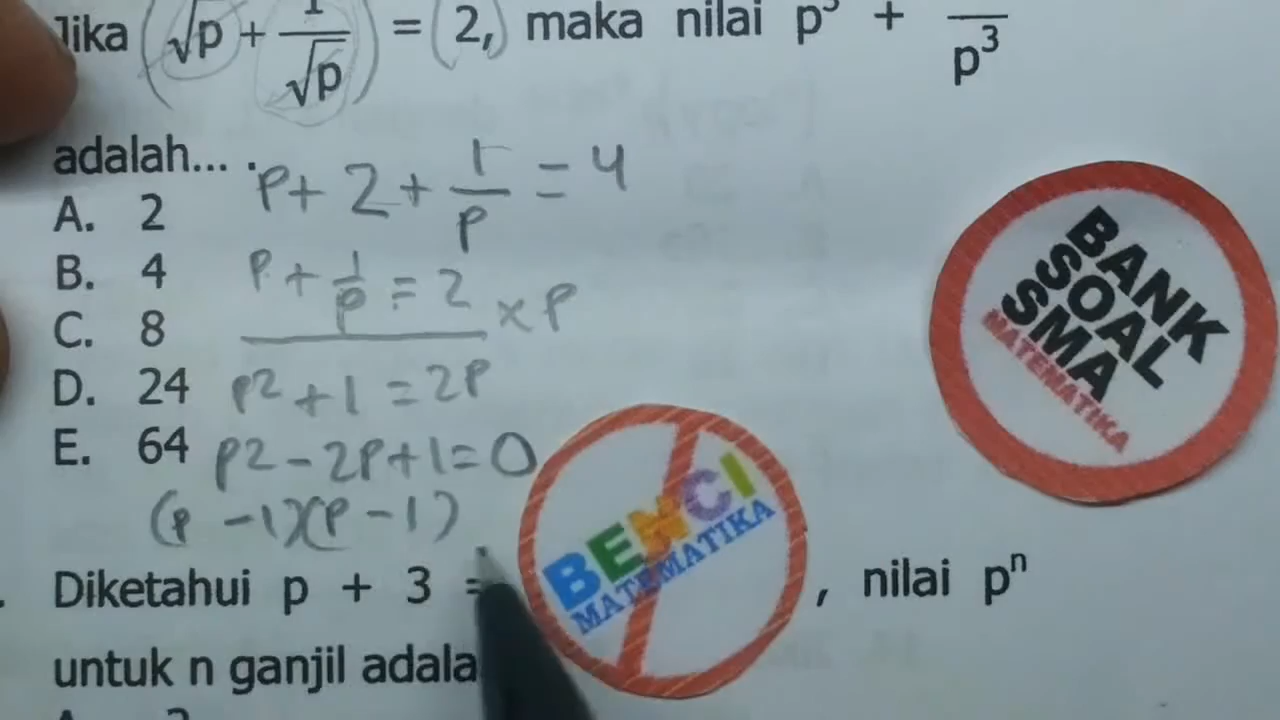 Jika (√p + 1/√p) = (2,) maka nilai p³ + —/p³
adalah... .
A. 2
B. 4
C. 8
D. 24
E. 64
p + 2 + 1/p = 4
p + 1/p = 2 × p
p2 + 1 = 2p
p2 - 2p + 1 = 0
(p - 1)(p - 1)
Diketahui p + 3 =
, nilai pⁿ
untuk n ganjil adala
BANK
SOAL
SMA
MATEMATIKA
BENCI
MATEMATIKA